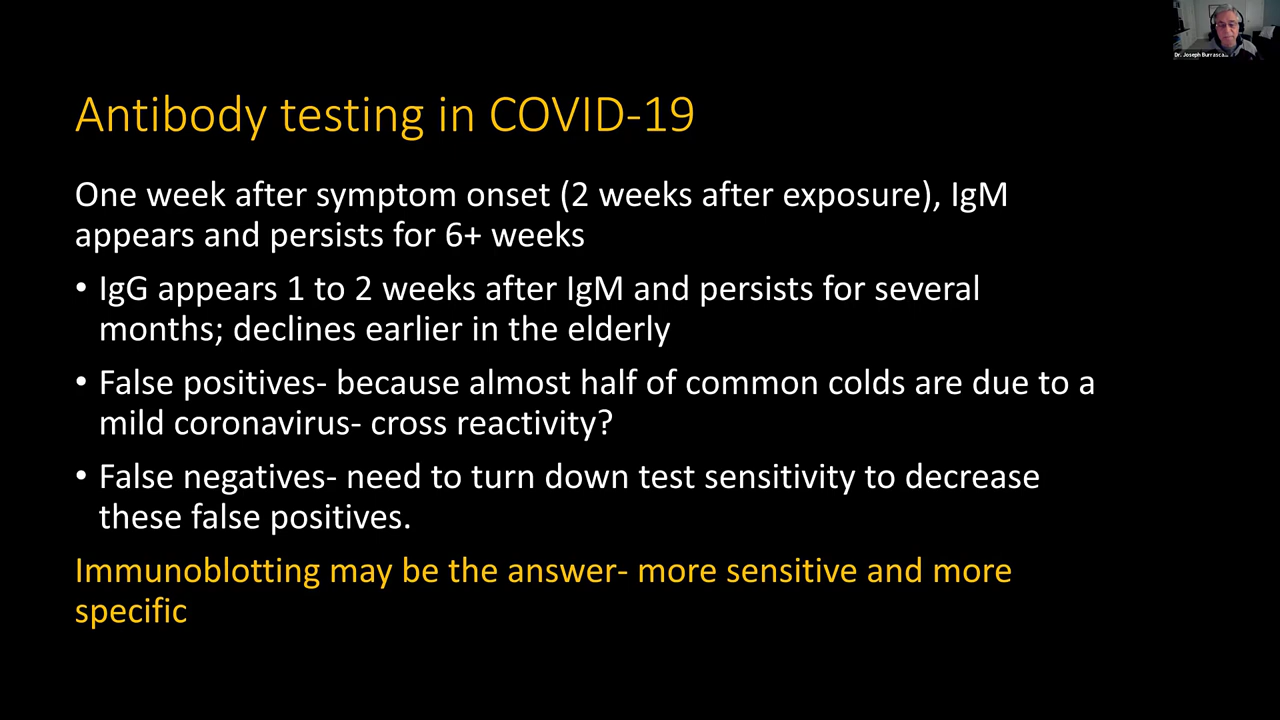 Dr. Joseph Burrasca...
Antibody testing in COVID-19
One week after symptom onset (2 weeks after exposure), IgM
appears and persists for 6+ weeks
• IgG appears 1 to 2 weeks after IgM and persists for several
months; declines earlier in the elderly
• False positives- because almost half of common colds are due to a
mild coronavirus- cross reactivity?
• False negatives- need to turn down test sensitivity to decrease
these false positives.
Immunoblotting may be the answer- more sensitive and more
specific